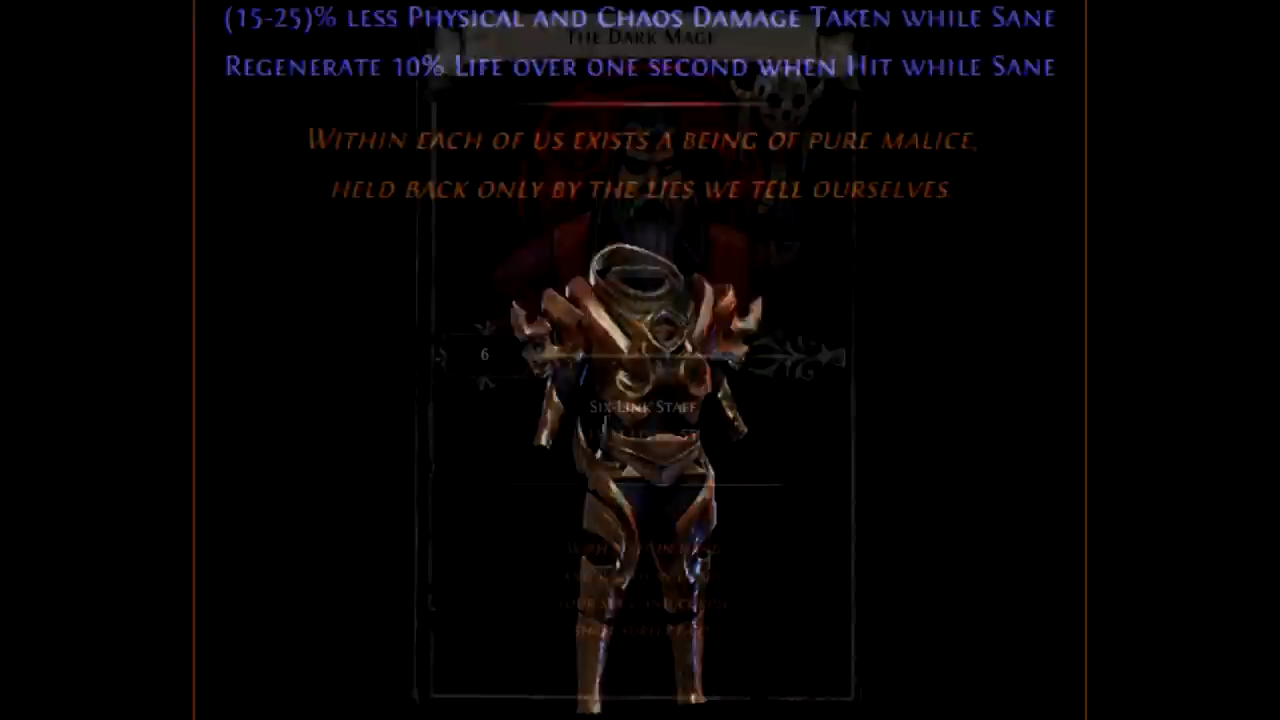 (15-25)% less Physical and Chaos Damage Taken while Sane
The Dark Mage
Regenerate 10% Life over one second when Hit while Sane
Within each of us exists a being of pure malice,
held back only by the lies we tell ourselves
6
Six-Link Staff